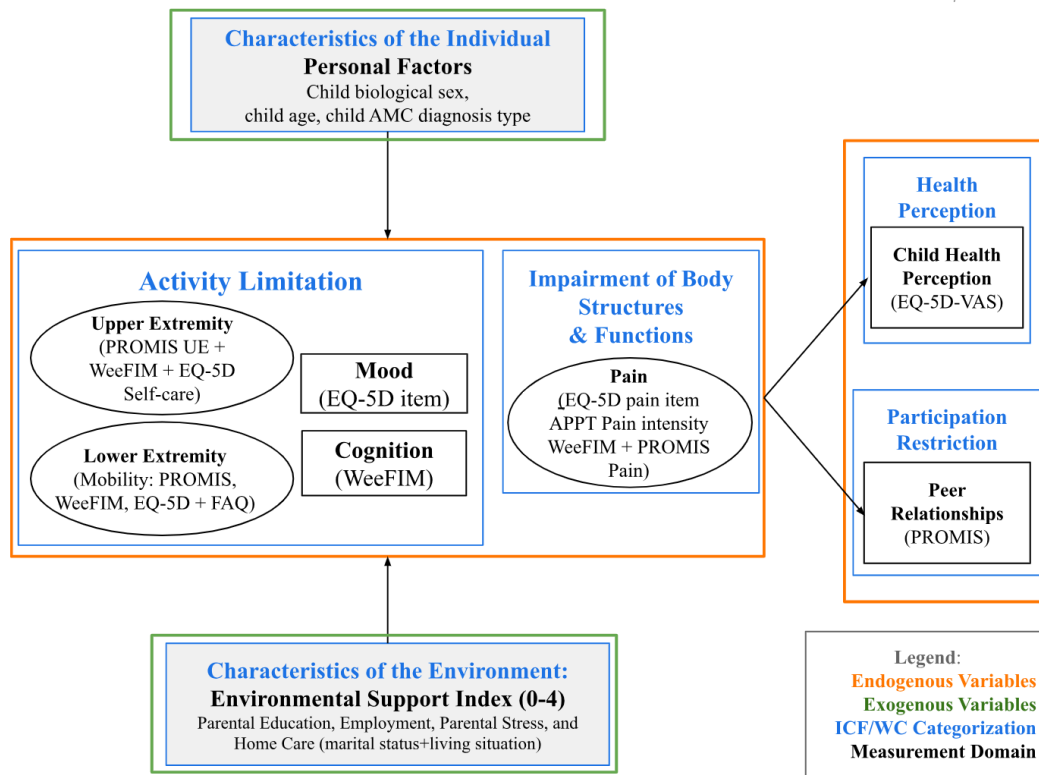 Characteristics of the Individual
Personal Factors
Child biological sex,
child age, child AMC diagnosis type
Activity Limitation
Upper Extremity
(PROMIS UE +
WeeFIM + EQ-5D
Self-care)
Mood
(EQ-5D item)
Lower Extremity
(Mobility: PROMIS,
WeeFIM, EQ-5D + FAQ)
Cognition
(WeeFIM)
Impairment of Body
Structures
& Functions
Pain
(EQ-5D pain item
APPT Pain intensity
WeeFIM + PROMIS
Pain)
Health
Perception
Child Health
Perception
(EQ-5D-VAS)
Participation
Restriction
Peer
Relationships
(PROMIS)
Characteristics of the Environment:
Environmental Support Index (0-4)
Parental Education, Employment, Parental Stress, and
Home Care (marital status+living situation)
Legend:
Endogenous Variables
Exogenous Variables
ICF/WC Categorization
Measurement Domain